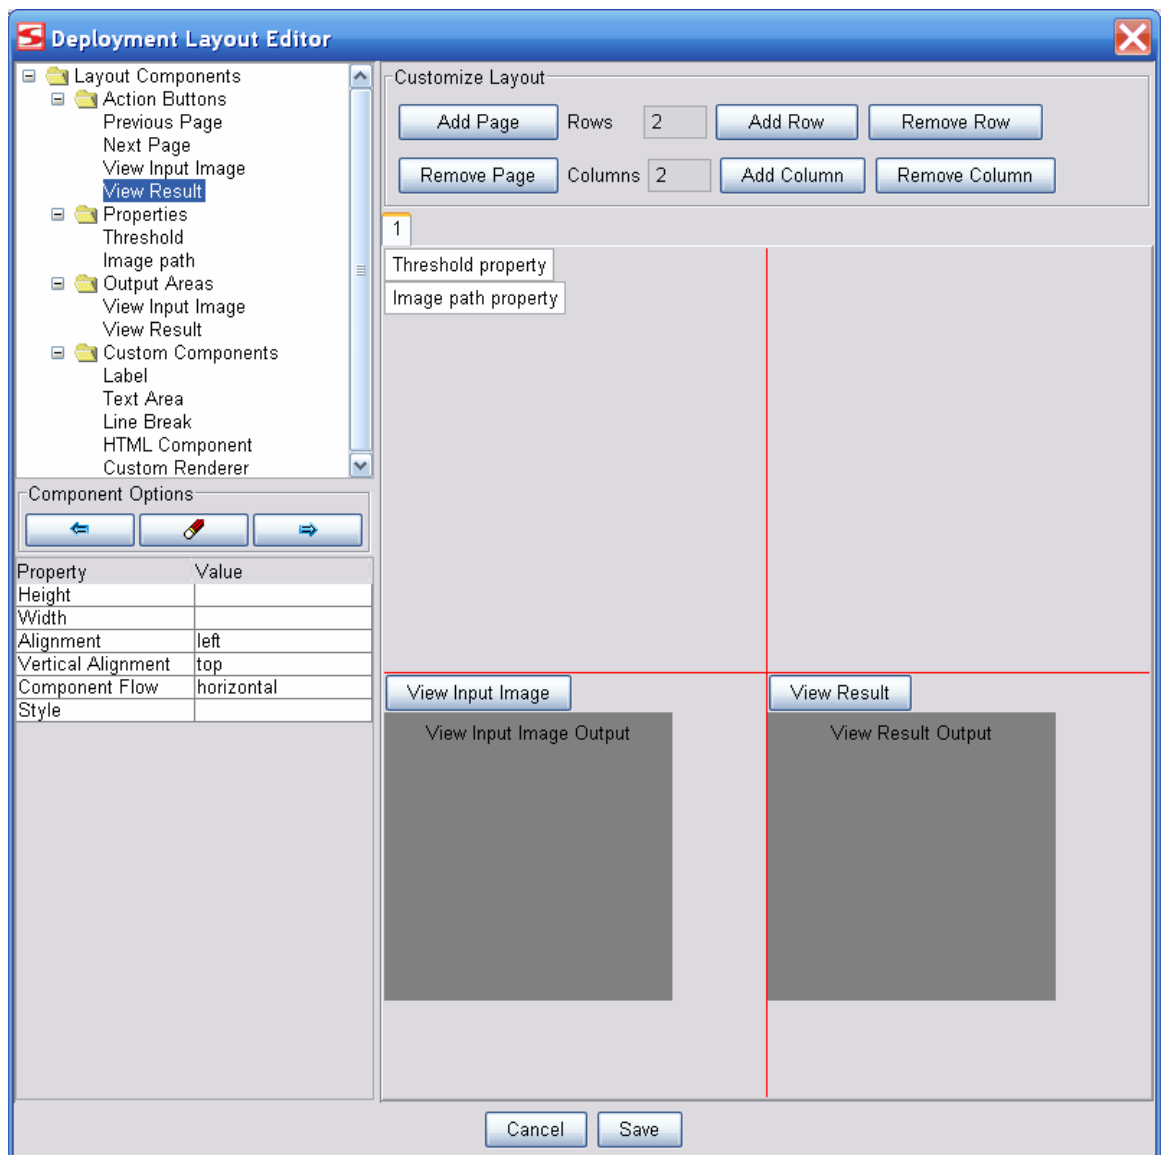 Deployment Layout Editor
Layout Components
Action Buttons
Previous Page
Next Page
View Input Image
View Result
Properties
Threshold
Image path
Output Areas
View Input Image
View Result
Custom Components
Label
Text Area
Line Break
HTML Component
Custom Renderer
Component Options
Property Value
Height
Width
Alignment left
Vertical Alignment top
Component Flow horizontal
Style
Customize Layout
Add Page Rows 2 Add Row Remove Row
Remove Page Columns 2 Add Column Remove Column
1
Threshold property
Image path property
View Input Image View Result
View Input Image Output View Result Output
Cancel Save